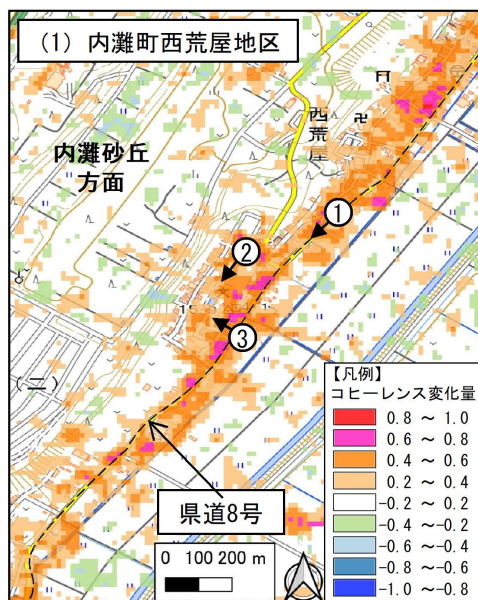 (1) 内灘町西荒屋地区
内灘砂丘
方面
西荒屋
①
②
③
(二)
県道8号
0 100 200 m
【凡例】
コヒーレンス変化量
0.8 ～ 1.0
0.6 ～ 0.8
0.4 ～ 0.6
0.2 ～ 0.4
-0.2 ～ 0.2
-0.4 ～-0.2
-0.6 ～-0.4
-0.8 ～-0.6
-1.0 ～-0.8